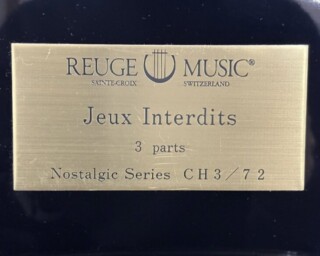 REUGE MUSIC®
SAINTE-CROIX SWITZERLAND
Jeux Interdits
3 parts
Nostalgic Series CH3/72